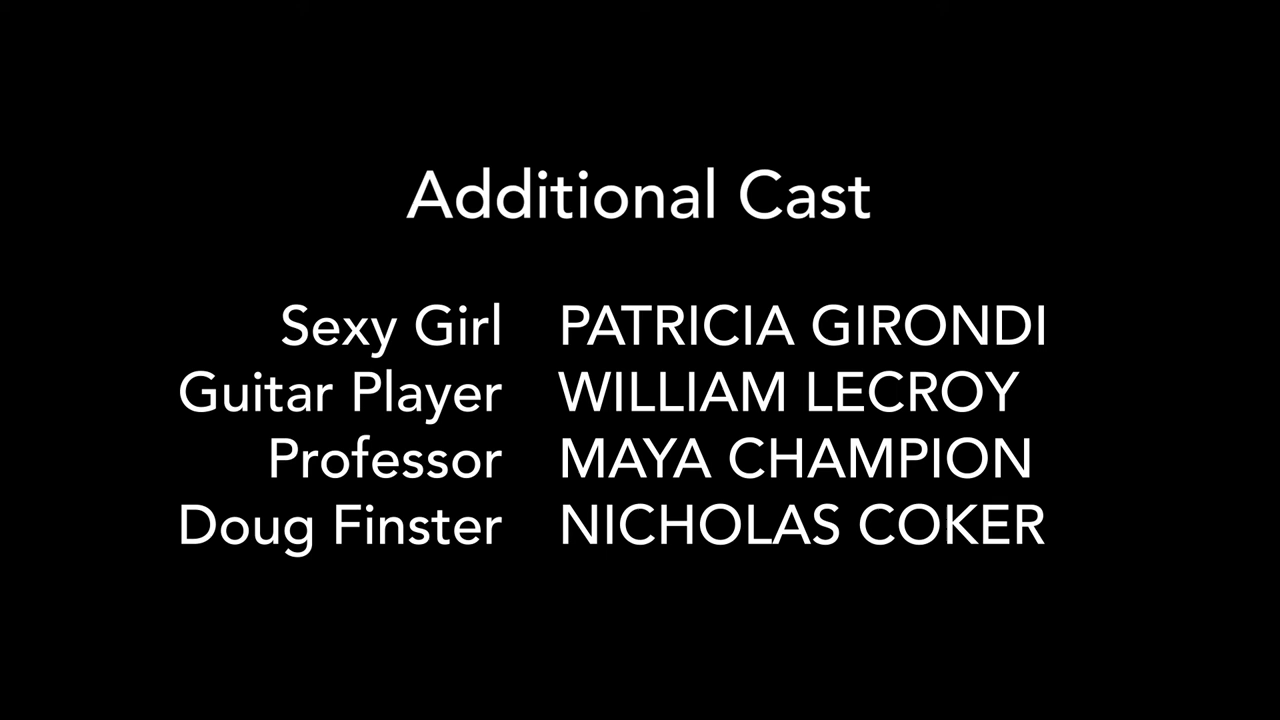 Additional Cast
Sexy Girl PATRICIA GIRONDI
Guitar Player WILLIAM LECROY
Professor MAYA CHAMPION
Doug Finster NICHOLAS COKER